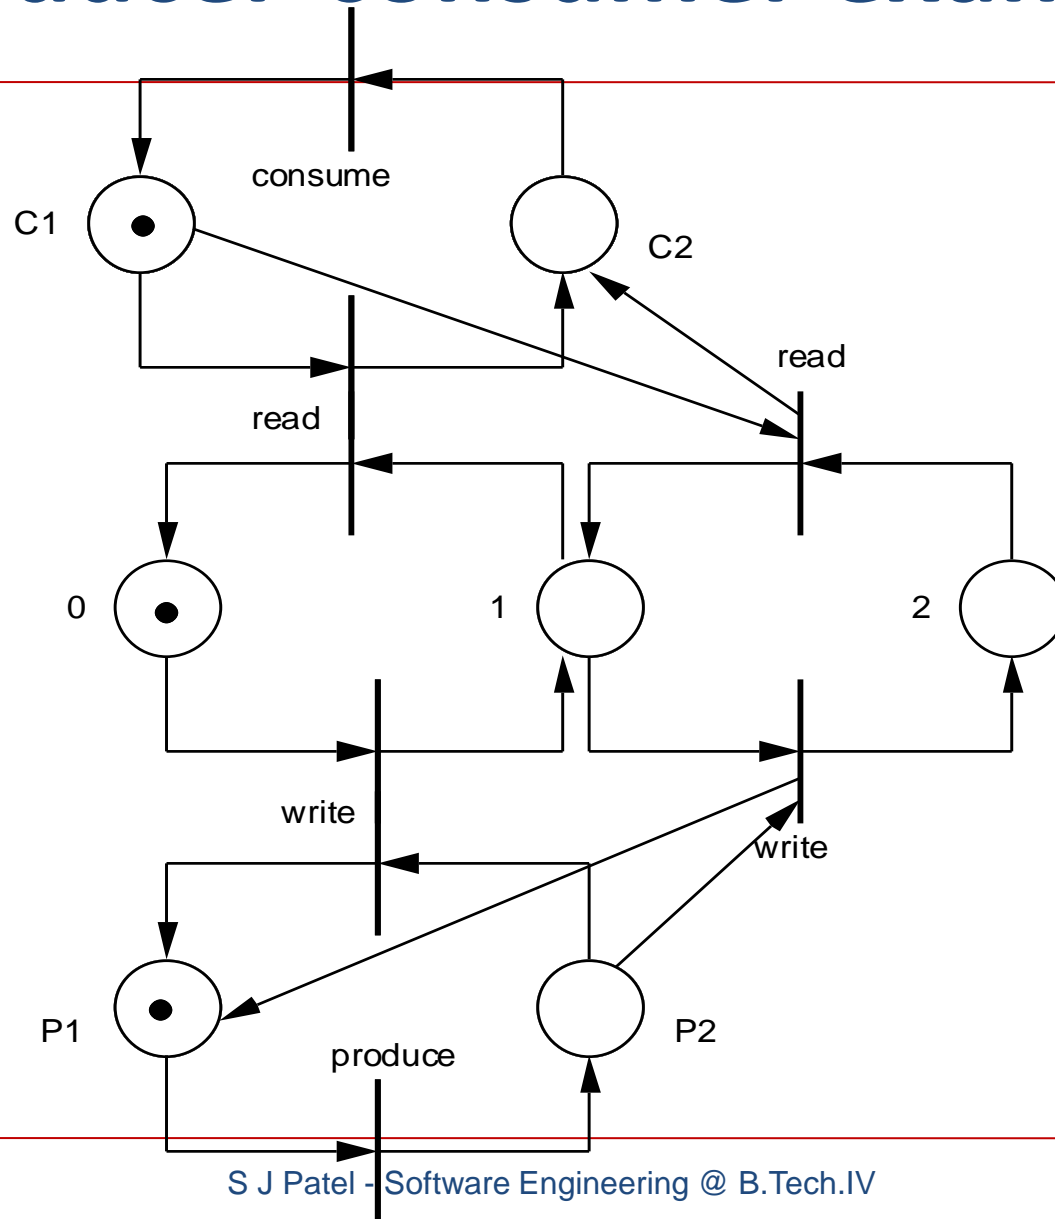 consume
C1
C2
read
read
0
1
2
write
write
P1
P2
produce
S J Patel - Software Engineering @ B.Tech.IV